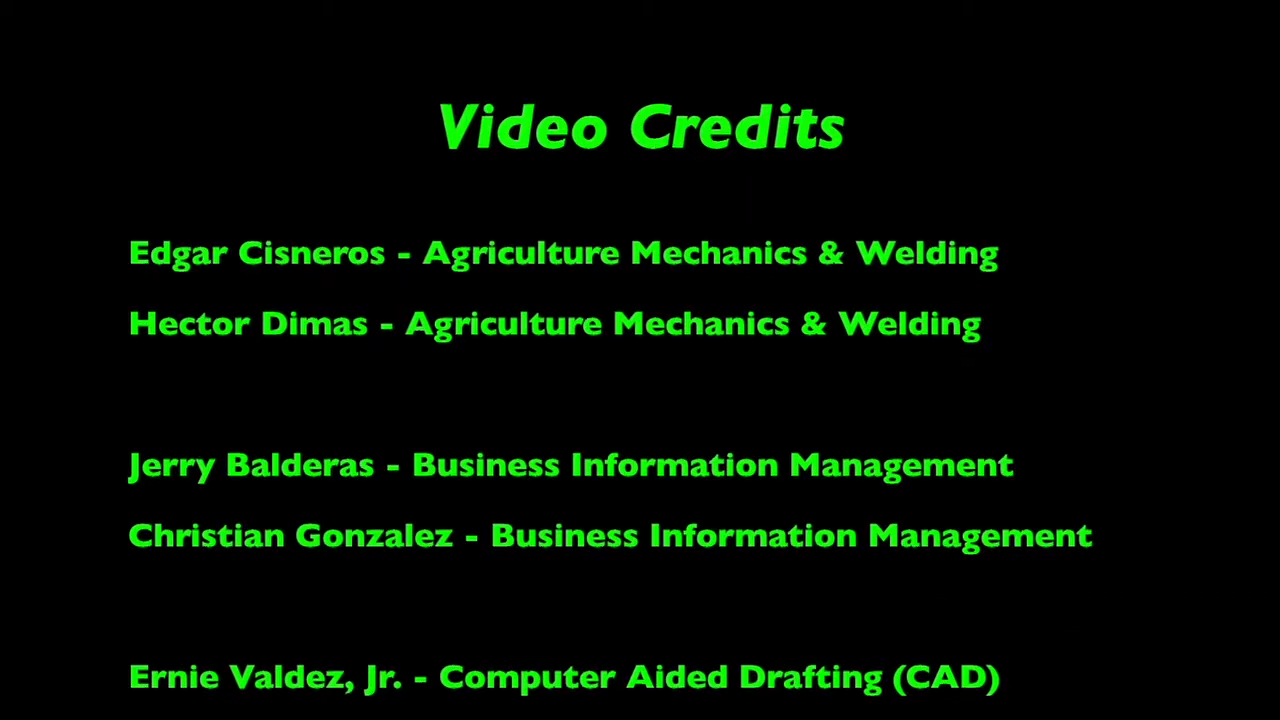 Video Credits
Edgar Cisneros - Agriculture Mechanics & Welding
Hector Dimas - Agriculture Mechanics & Welding
Jerry Balderas - Business Information Management
Christian Gonzalez - Business Information Management
Ernie Valdez, Jr. - Computer Aided Drafting (CAD)